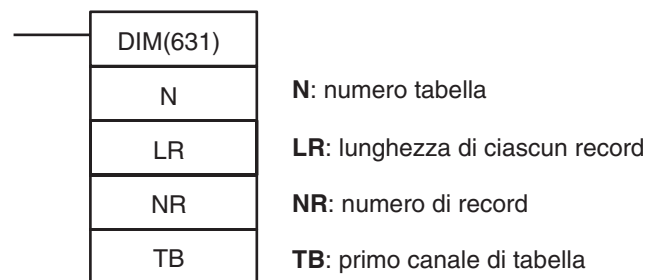 DIM(631)
N
N: numero tabella
LR
LR: lunghezza di ciascun record
NR
NR: numero di record
TB
TB: primo canale di tabella